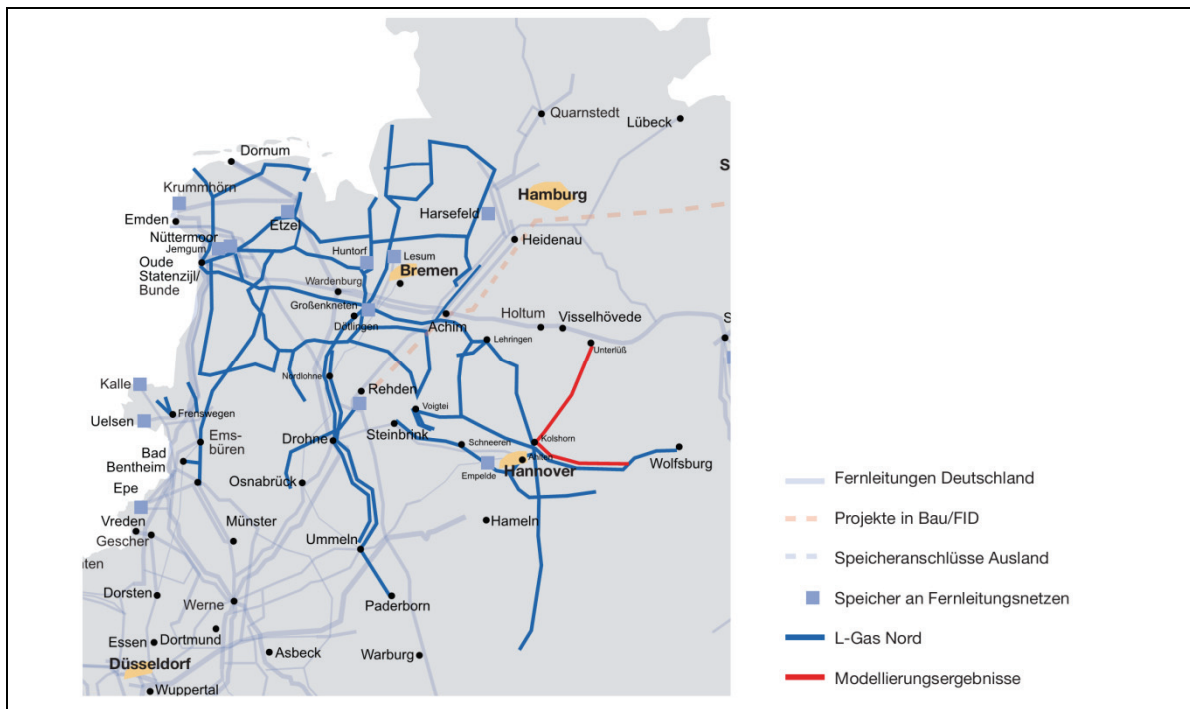 Quarnstedt
Lübeck
Dornum
S
Krummhörn
Hamburg
Harsefeld
Emden
Etzel
Nüttermoor
Jemgum
Heidenau
Huntorf
Lesum
Oude
Statenzijl/
Bunde
Bremen
Wardenburg
Großenkneten
Holtum
Visselhövede
Dötlingen
Achim
S
Lehringen
Unterlüß
Nordlohne
Kalle
Rehden
Frenswegen
Voigtei
Uelsen
Ems-
büren
Drohne
Steinbrink
Schneeren
Kolshorn
Bad
Bentheim
Ahlten
Wolfsburg
Hannover
Empelde
Osnabrück
Epe
Vreden
Münster
Hameln
Gescher
Ummeln
ten
Dorsten
Werne
Paderborn
Essen
Dortmund
Asbeck
Warburg
Düsseldorf
Wuppertal
Fernleitungen Deutschland
Projekte in Bau/FID
Speicheranschlüsse Ausland
Speicher an Fernleitungsnetzen
L-Gas Nord
Modellierungsergebnisse